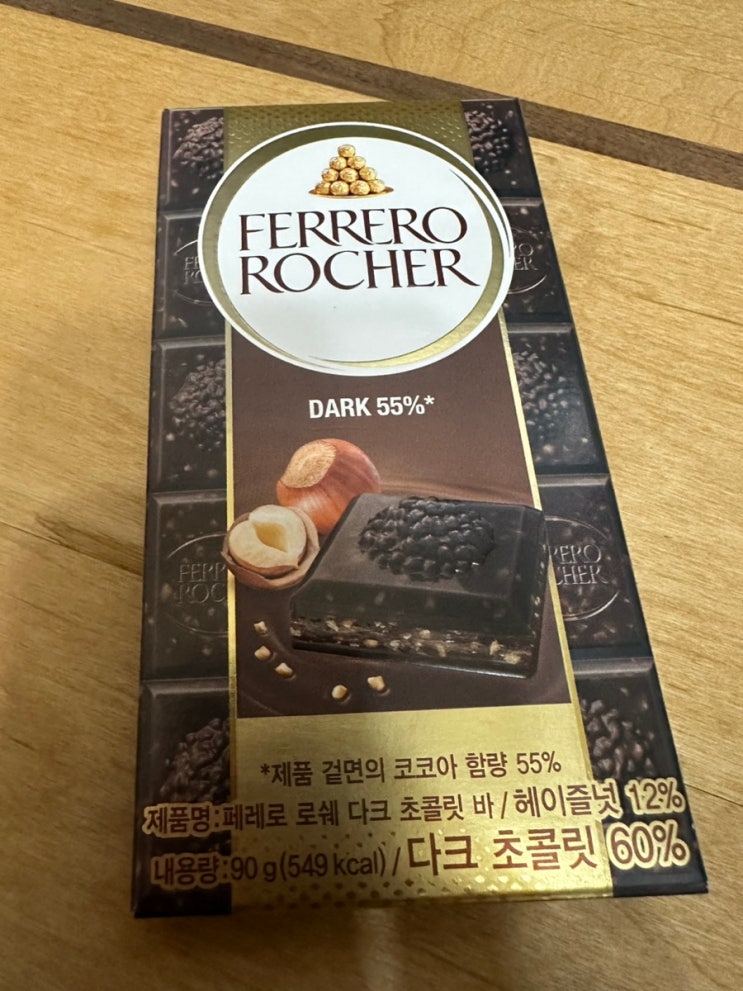 FERRERO
ROCHER
DARK 55%*
*제품 겉면의 코코아 함량 55%
제품명:페레로 로쉐 다크 초콜릿 바/헤이즐넛 12%
내용량:90 g(549 kcal)/다크 초콜릿 60%